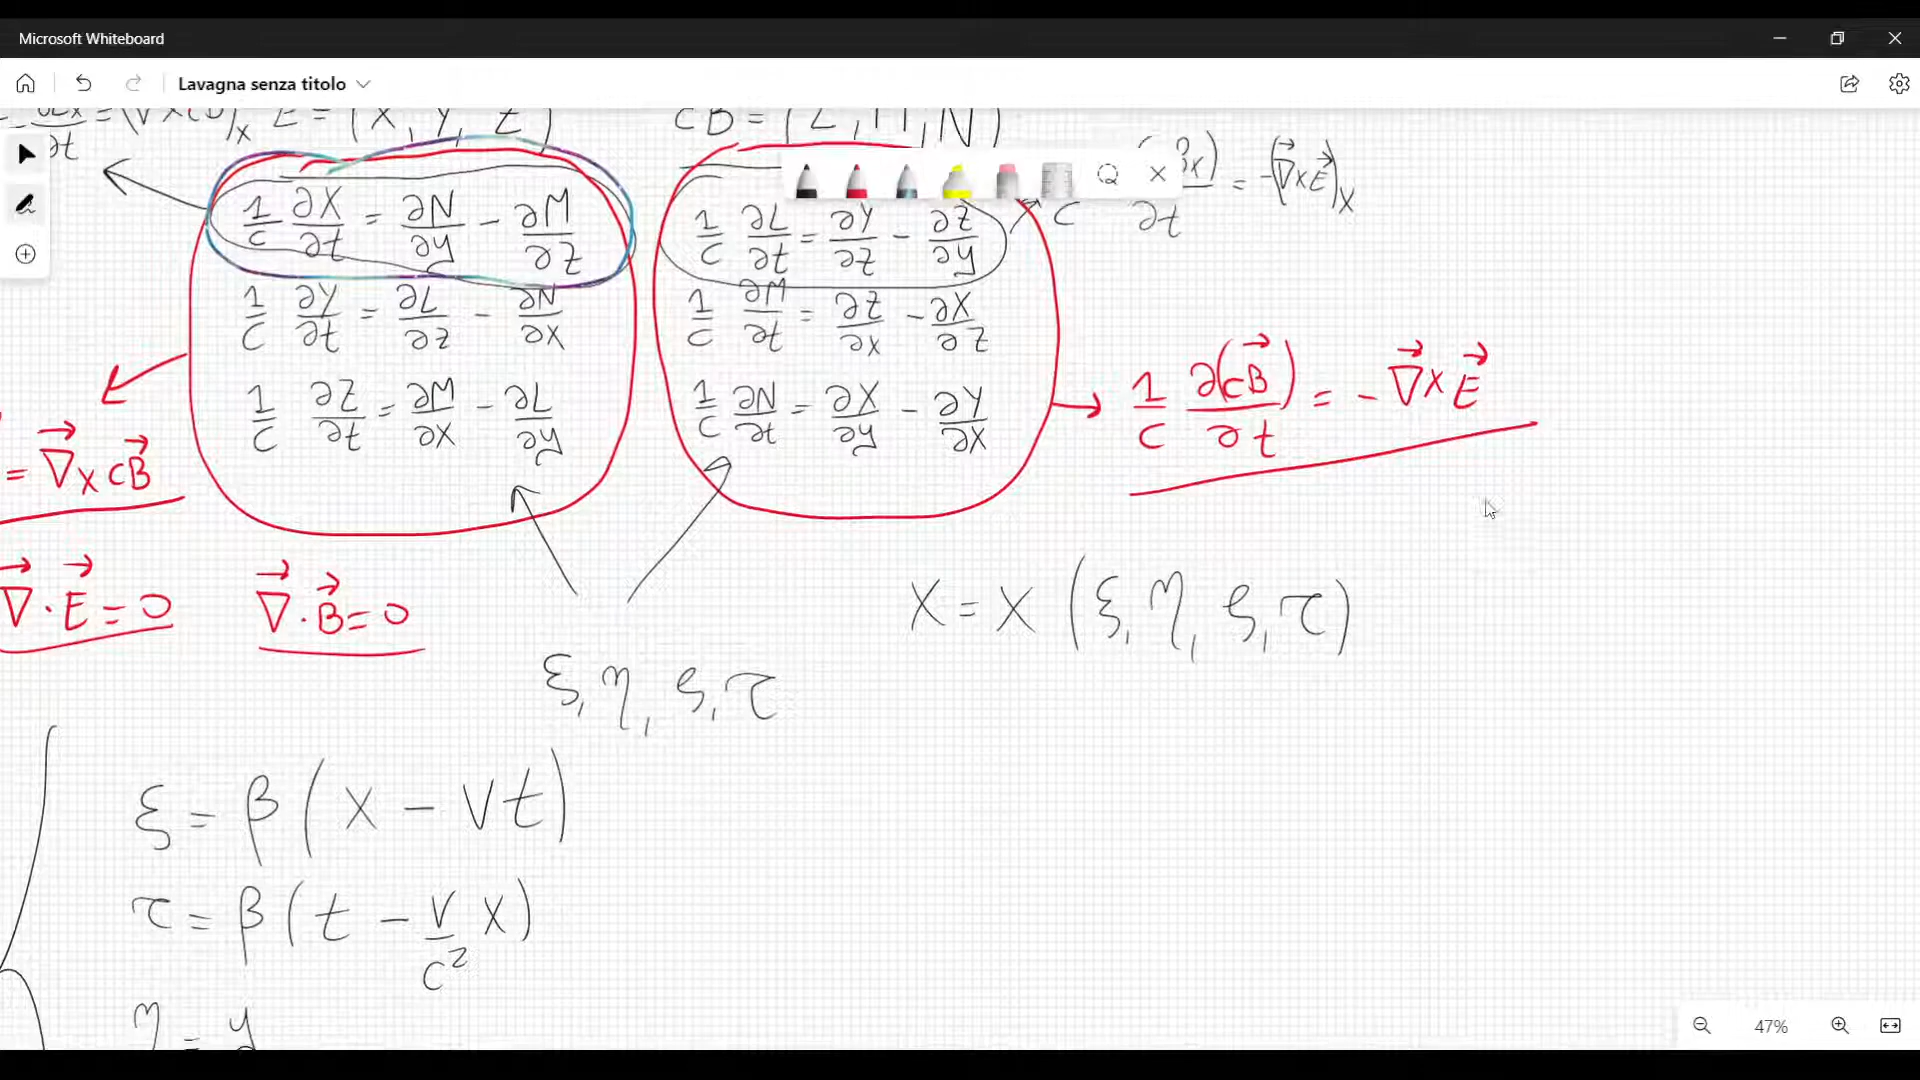 Microsoft Whiteboard
Lavagna senza titolo
E = (X, Y, Z)
CB = (L, M, N)
1/c ∂X/∂t = ∂N/∂y − ∂M/∂z
1/c ∂L/∂t = ∂Y/∂z − ∂Z/∂y
= −(∇⃗ × E⃗)x
1/c ∂Y/∂t = ∂L/∂z − ∂N/∂x
1/c ∂M/∂t = ∂Z/∂x − ∂X/∂z
1/c ∂Z/∂t = ∂M/∂x − ∂L/∂y
1/c ∂N/∂t = ∂X/∂y − ∂Y/∂x
1/c ∂(cB⃗)/∂t = − ∇⃗ × E⃗
= ∇⃗ × cB⃗
∇⃗ · E⃗ = 0
∇⃗ · B⃗ = 0
X = X (ξ, η, ζ, τ)
ξ, η, ζ, τ
ξ = β (x − vt)
τ = β (t − v/c² x)
η = y
47%